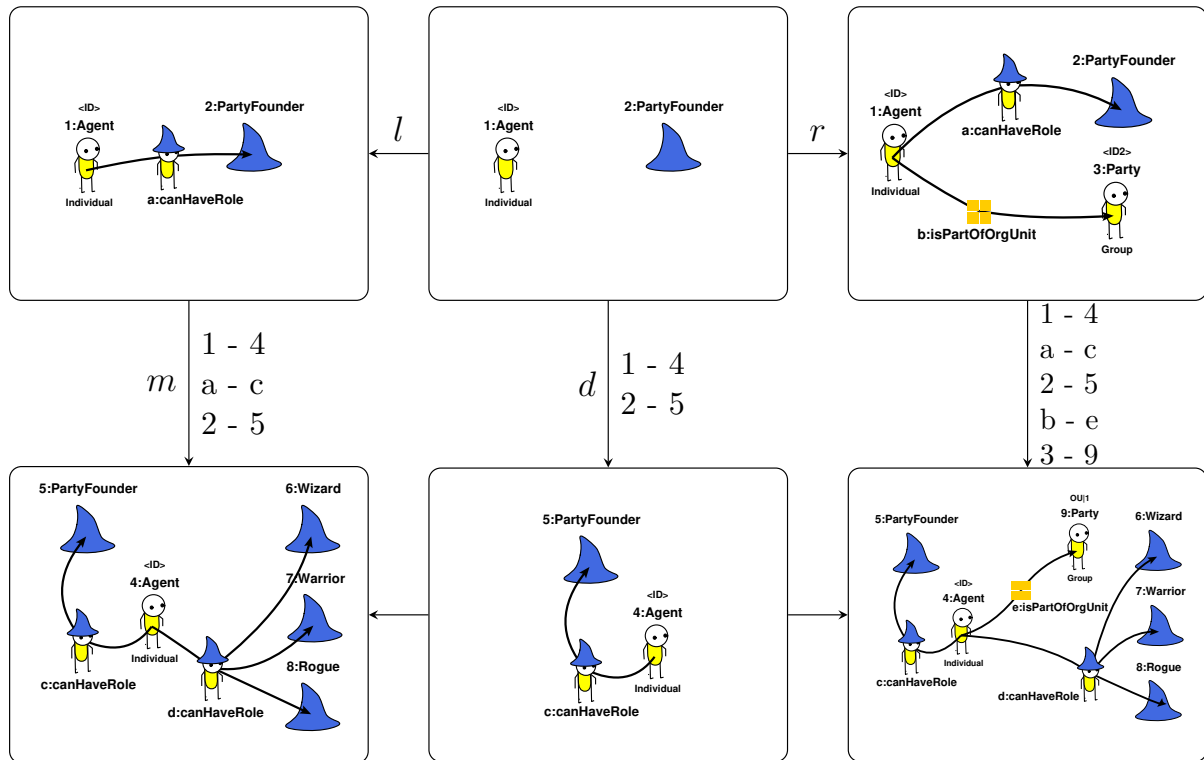 <ID>
1:Agent
2:PartyFounder
Individual
a:canHaveRole
l
<ID>
1:Agent
2:PartyFounder
Individual
r
<ID>
1:Agent
2:PartyFounder
a:canHaveRole
Individual
<ID2>
3:Party
b:isPartOfOrgUnit
Group
m
1 - 4
a - c
2 - 5
d
1 - 4
2 - 5
1 - 4
a - c
2 - 5
b - e
3 - 9
5:PartyFounder
6:Wizard
<ID>
4:Agent
7:Warrior
Individual
8:Rogue
c:canHaveRole
d:canHaveRole
5:PartyFounder
<ID>
4:Agent
Individual
c:canHaveRole
OU|1
9:Party
6:Wizard
5:PartyFounder
Group
<ID>
4:Agent
7:Warrior
e:isPartOfOrgUnit
Individual
8:Rogue
c:canHaveRole
d:canHaveRole